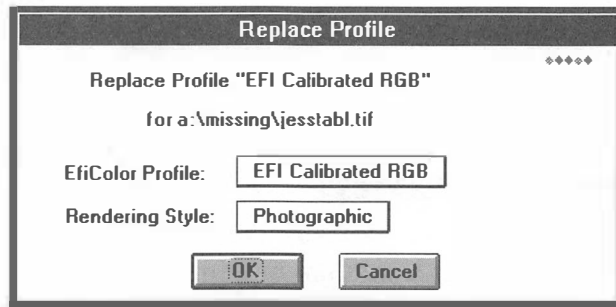 Replace Profile
Replace Profile "EFI Calibrated RGB"
for a:\missing\jesstabl.tif
EfiColor Profile: EFI Calibrated RGB
Rendering Style: Photographic
OK Cancel